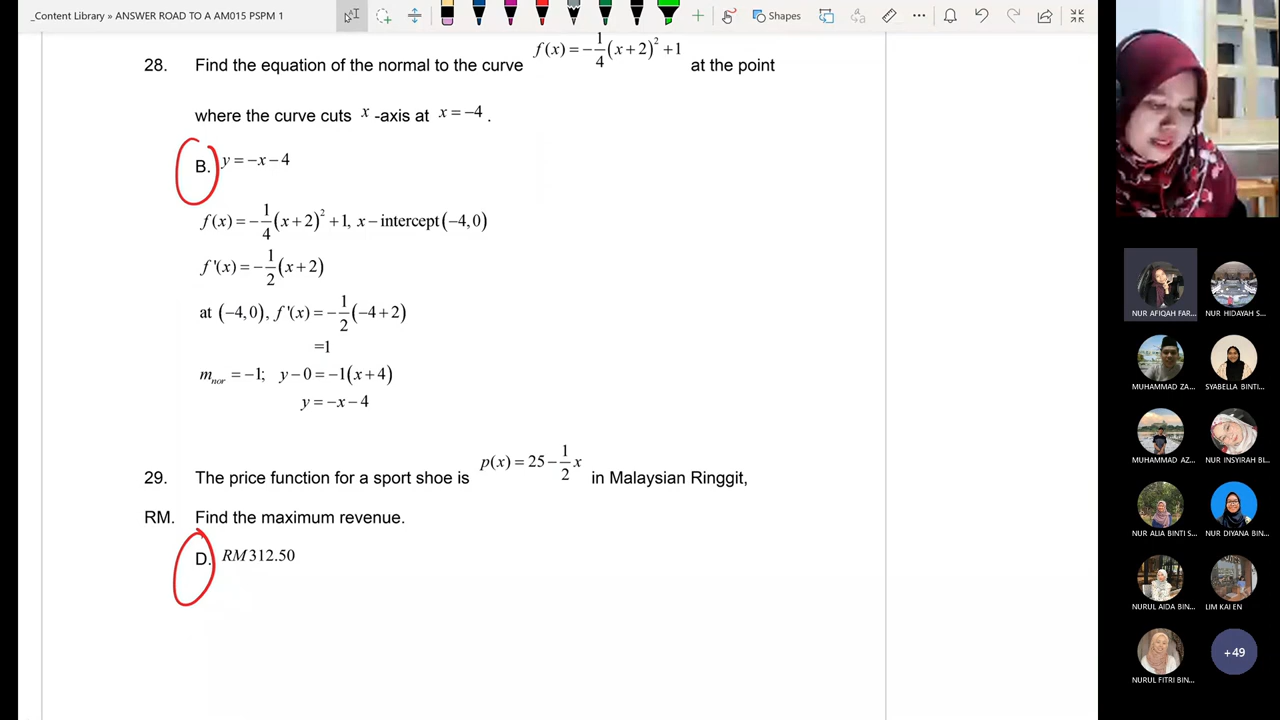 _Content Library » ANSWER ROAD TO A AM015 PSPM 1
Shapes
28. Find the equation of the normal to the curve f(x) = −1/4(x+2)² + 1 at the point
where the curve cuts x -axis at x = −4 .
B. y = −x − 4
f(x) = −1/4(x+2)² + 1, x − intercept (−4, 0)
f '(x) = −1/2(x+2)
at (−4, 0), f '(x) = −1/2(−4+2)
=1
m_nor = −1; y − 0 = −1(x+4)
y = −x − 4
29. The price function for a sport shoe is p(x) = 25 − 1/2 x in Malaysian Ringgit,
RM. Find the maximum revenue.
D. RM 312.50
NUR AFIQAH FAR...
NUR HIDAYAH S...
MUHAMMAD ZA...
SYABELLA BINTI...
MUHAMMAD AZ...
NUR INSYIRAH BI...
NUR ALIA BINTI S...
NUR DIYANA BIN...
NURUL AIDA BIN...
LIM KAI EN
NURUL FITRI BIN...
+49